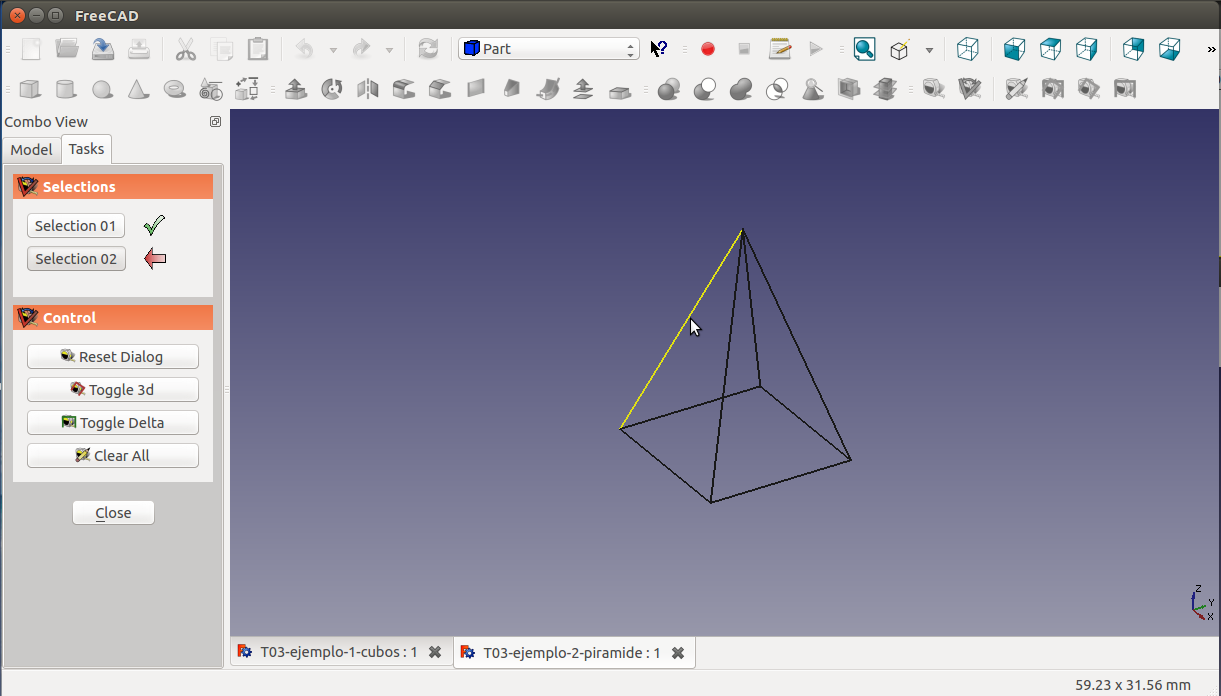 FreeCAD
Part
Combo View
Model
Tasks
Selections
Selection 01
Selection 02
Control
Reset Dialog
Toggle 3d
Toggle Delta
Clear All
Close
Z
Y
X
T03-ejemplo-1-cubos : 1
T03-ejemplo-2-piramide : 1
59.23 x 31.56 mm